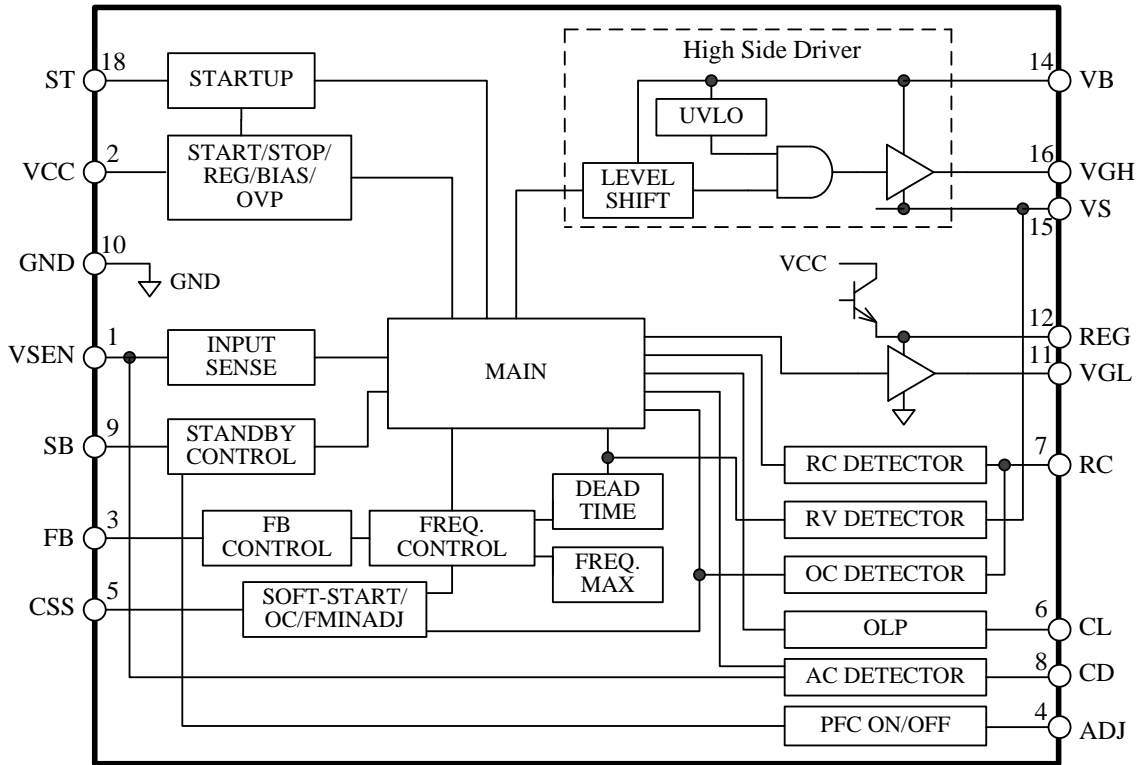 High Side Driver
18
ST
STARTUP
14
VB
UVLO
2
VCC
START/STOP/
REG/BIAS/
OVP
16
VGH
LEVEL
SHIFT
VS
15
10
GND
GND
VCC
12
REG
1
VSEN
INPUT
SENSE
MAIN
11
VGL
9
SB
STANDBY
CONTROL
RC DETECTOR
7
RC
DEAD
TIME
3
FB
FB
CONTROL
FREQ.
CONTROL
RV DETECTOR
FREQ.
MAX
OC DETECTOR
5
CSS
SOFT-START/
OC/FMINADJ
OLP
6
CL
AC DETECTOR
8
CD
PFC ON/OFF
4
ADJ